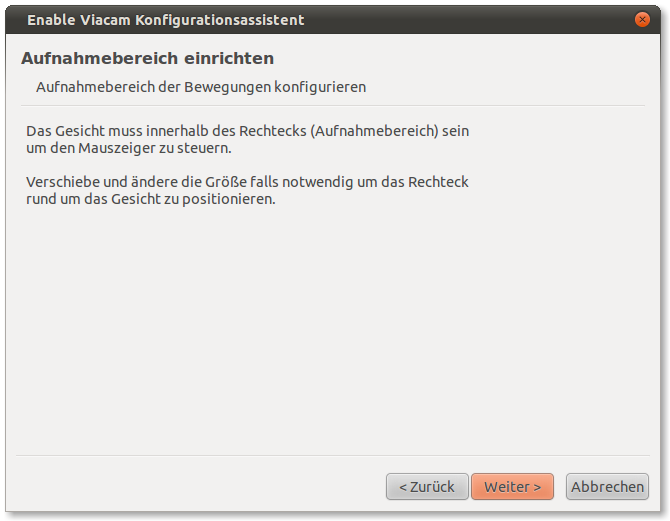 Enable Viacam Konfigurationsassistent
Aufnahmebereich einrichten
Aufnahmebereich der Bewegungen konfigurieren
Das Gesicht muss innerhalb des Rechtecks (Aufnahmebereich) sein
um den Mauszeiger zu steuern.
Verschiebe und ändere die Größe falls notwendig um das Rechteck
rund um das Gesicht zu positionieren.
< Zurück
Weiter >
Abbrechen